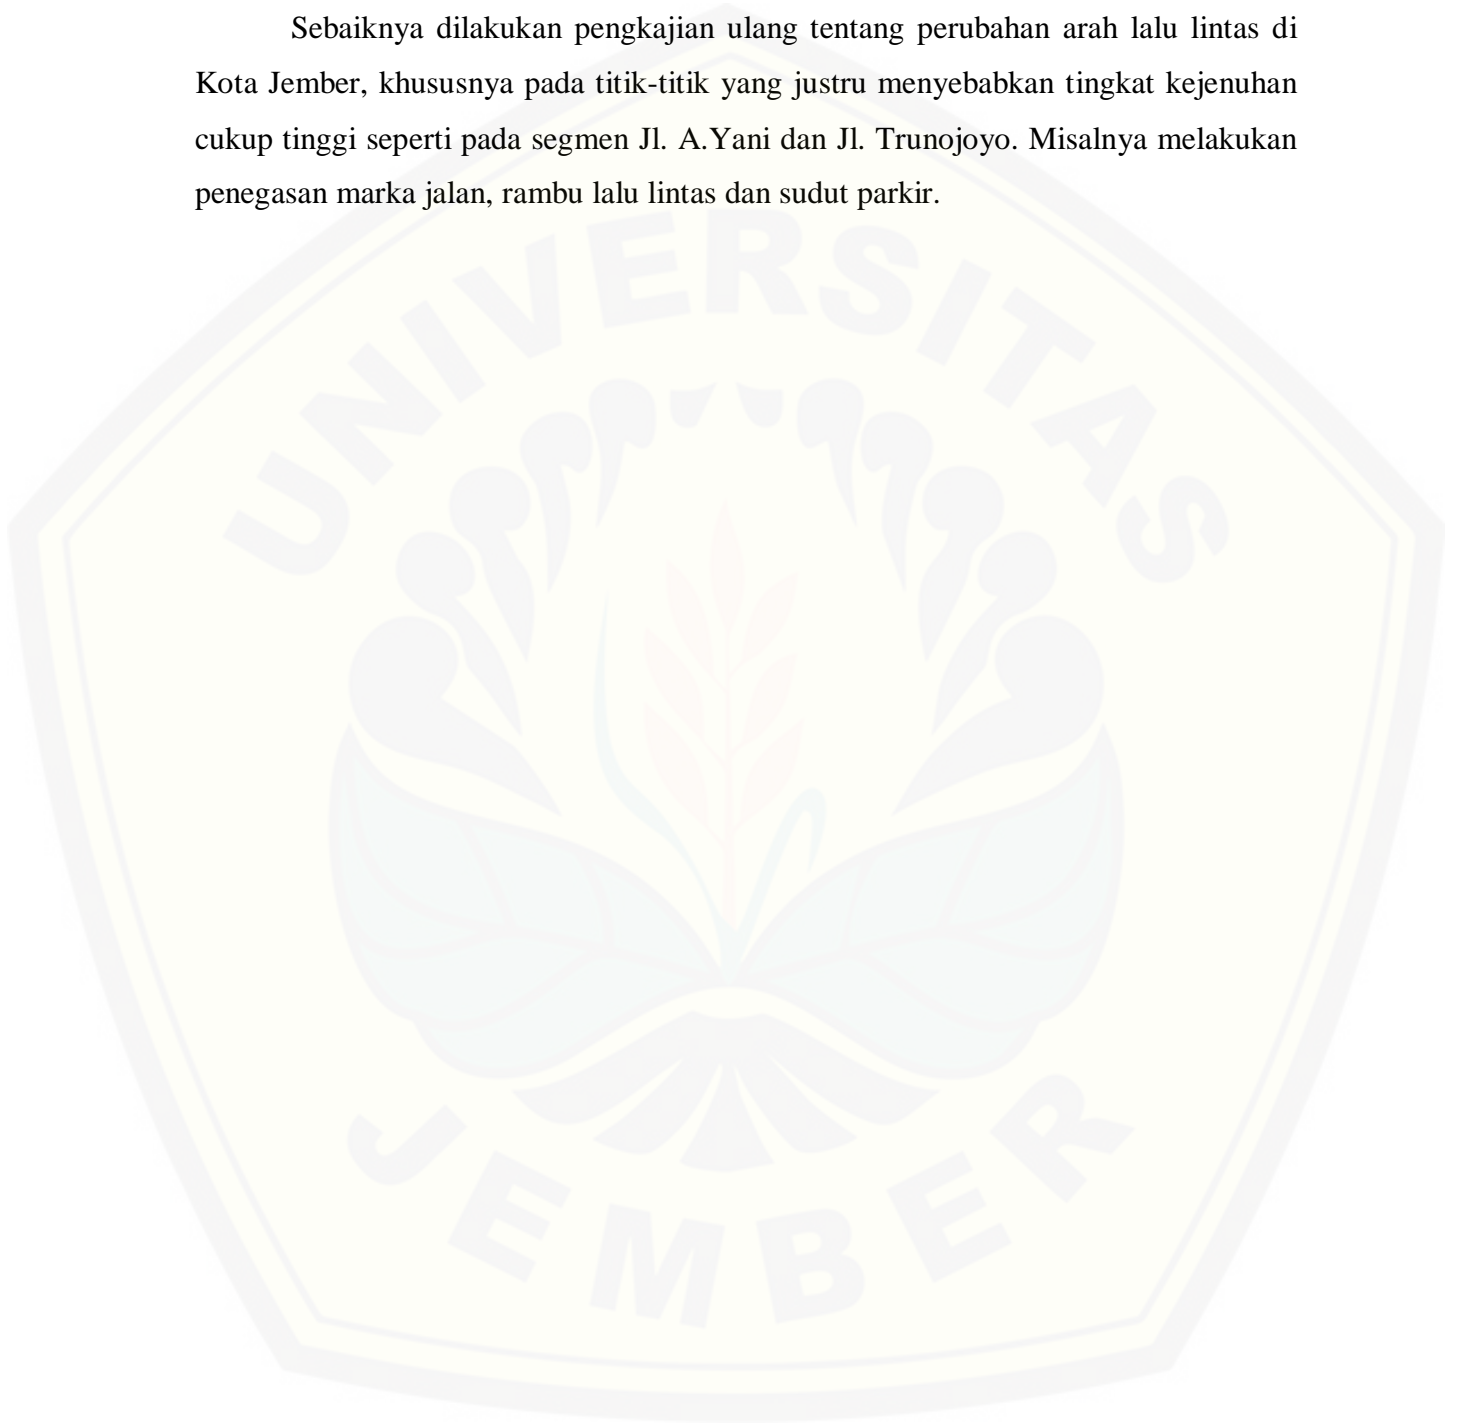 Sebaiknya dilakukan pengkajian ulang tentang perubahan arah lalu lintas di
Kota Jember, khususnya pada titik-titik yang justru menyebabkan tingkat kejenuhan
cukup tinggi seperti pada segmen Jl. A.Yani dan Jl. Trunojoyo. Misalnya melakukan
penegasan marka jalan, rambu lalu lintas dan sudut parkir.
UNIVERSITAS
JEMBER